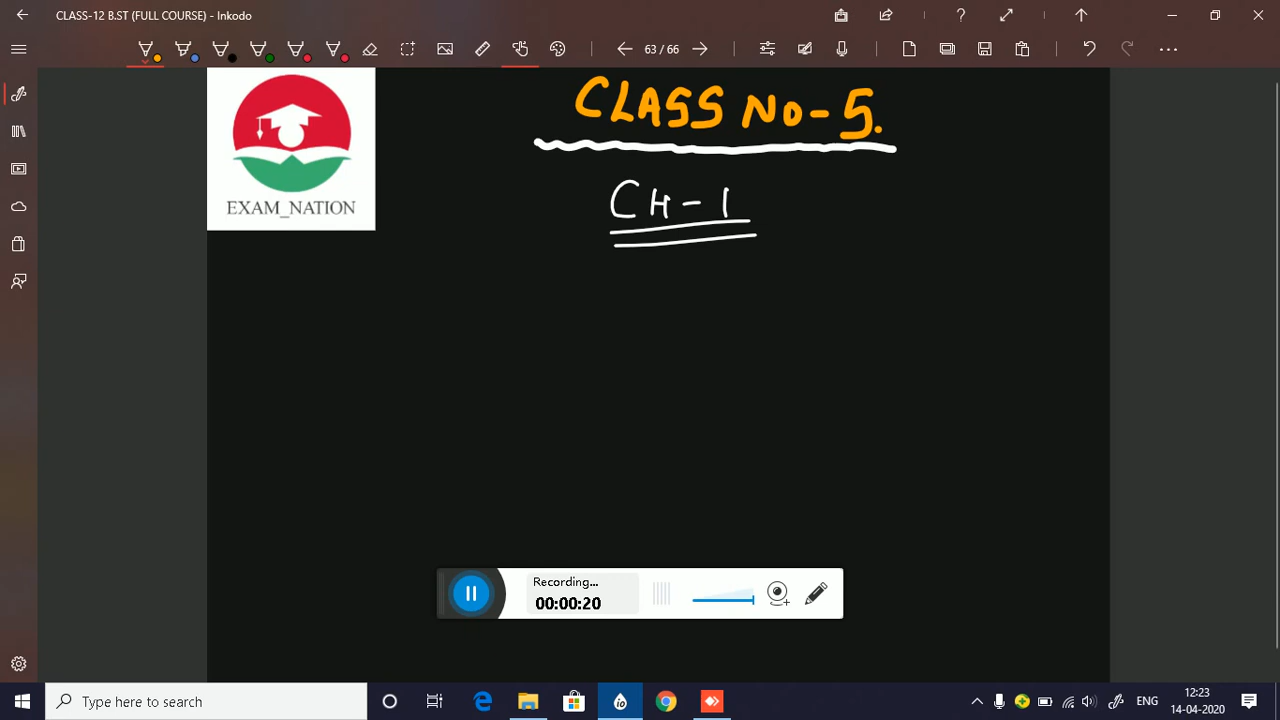 CLASS-12 B.ST (FULL COURSE) - Inkodo
63 / 66
CLASS NO-5.
CH-1
EXAM_NATION
Recording...
00:00:20
Type here to search
ENG
12:23
14-04-2020